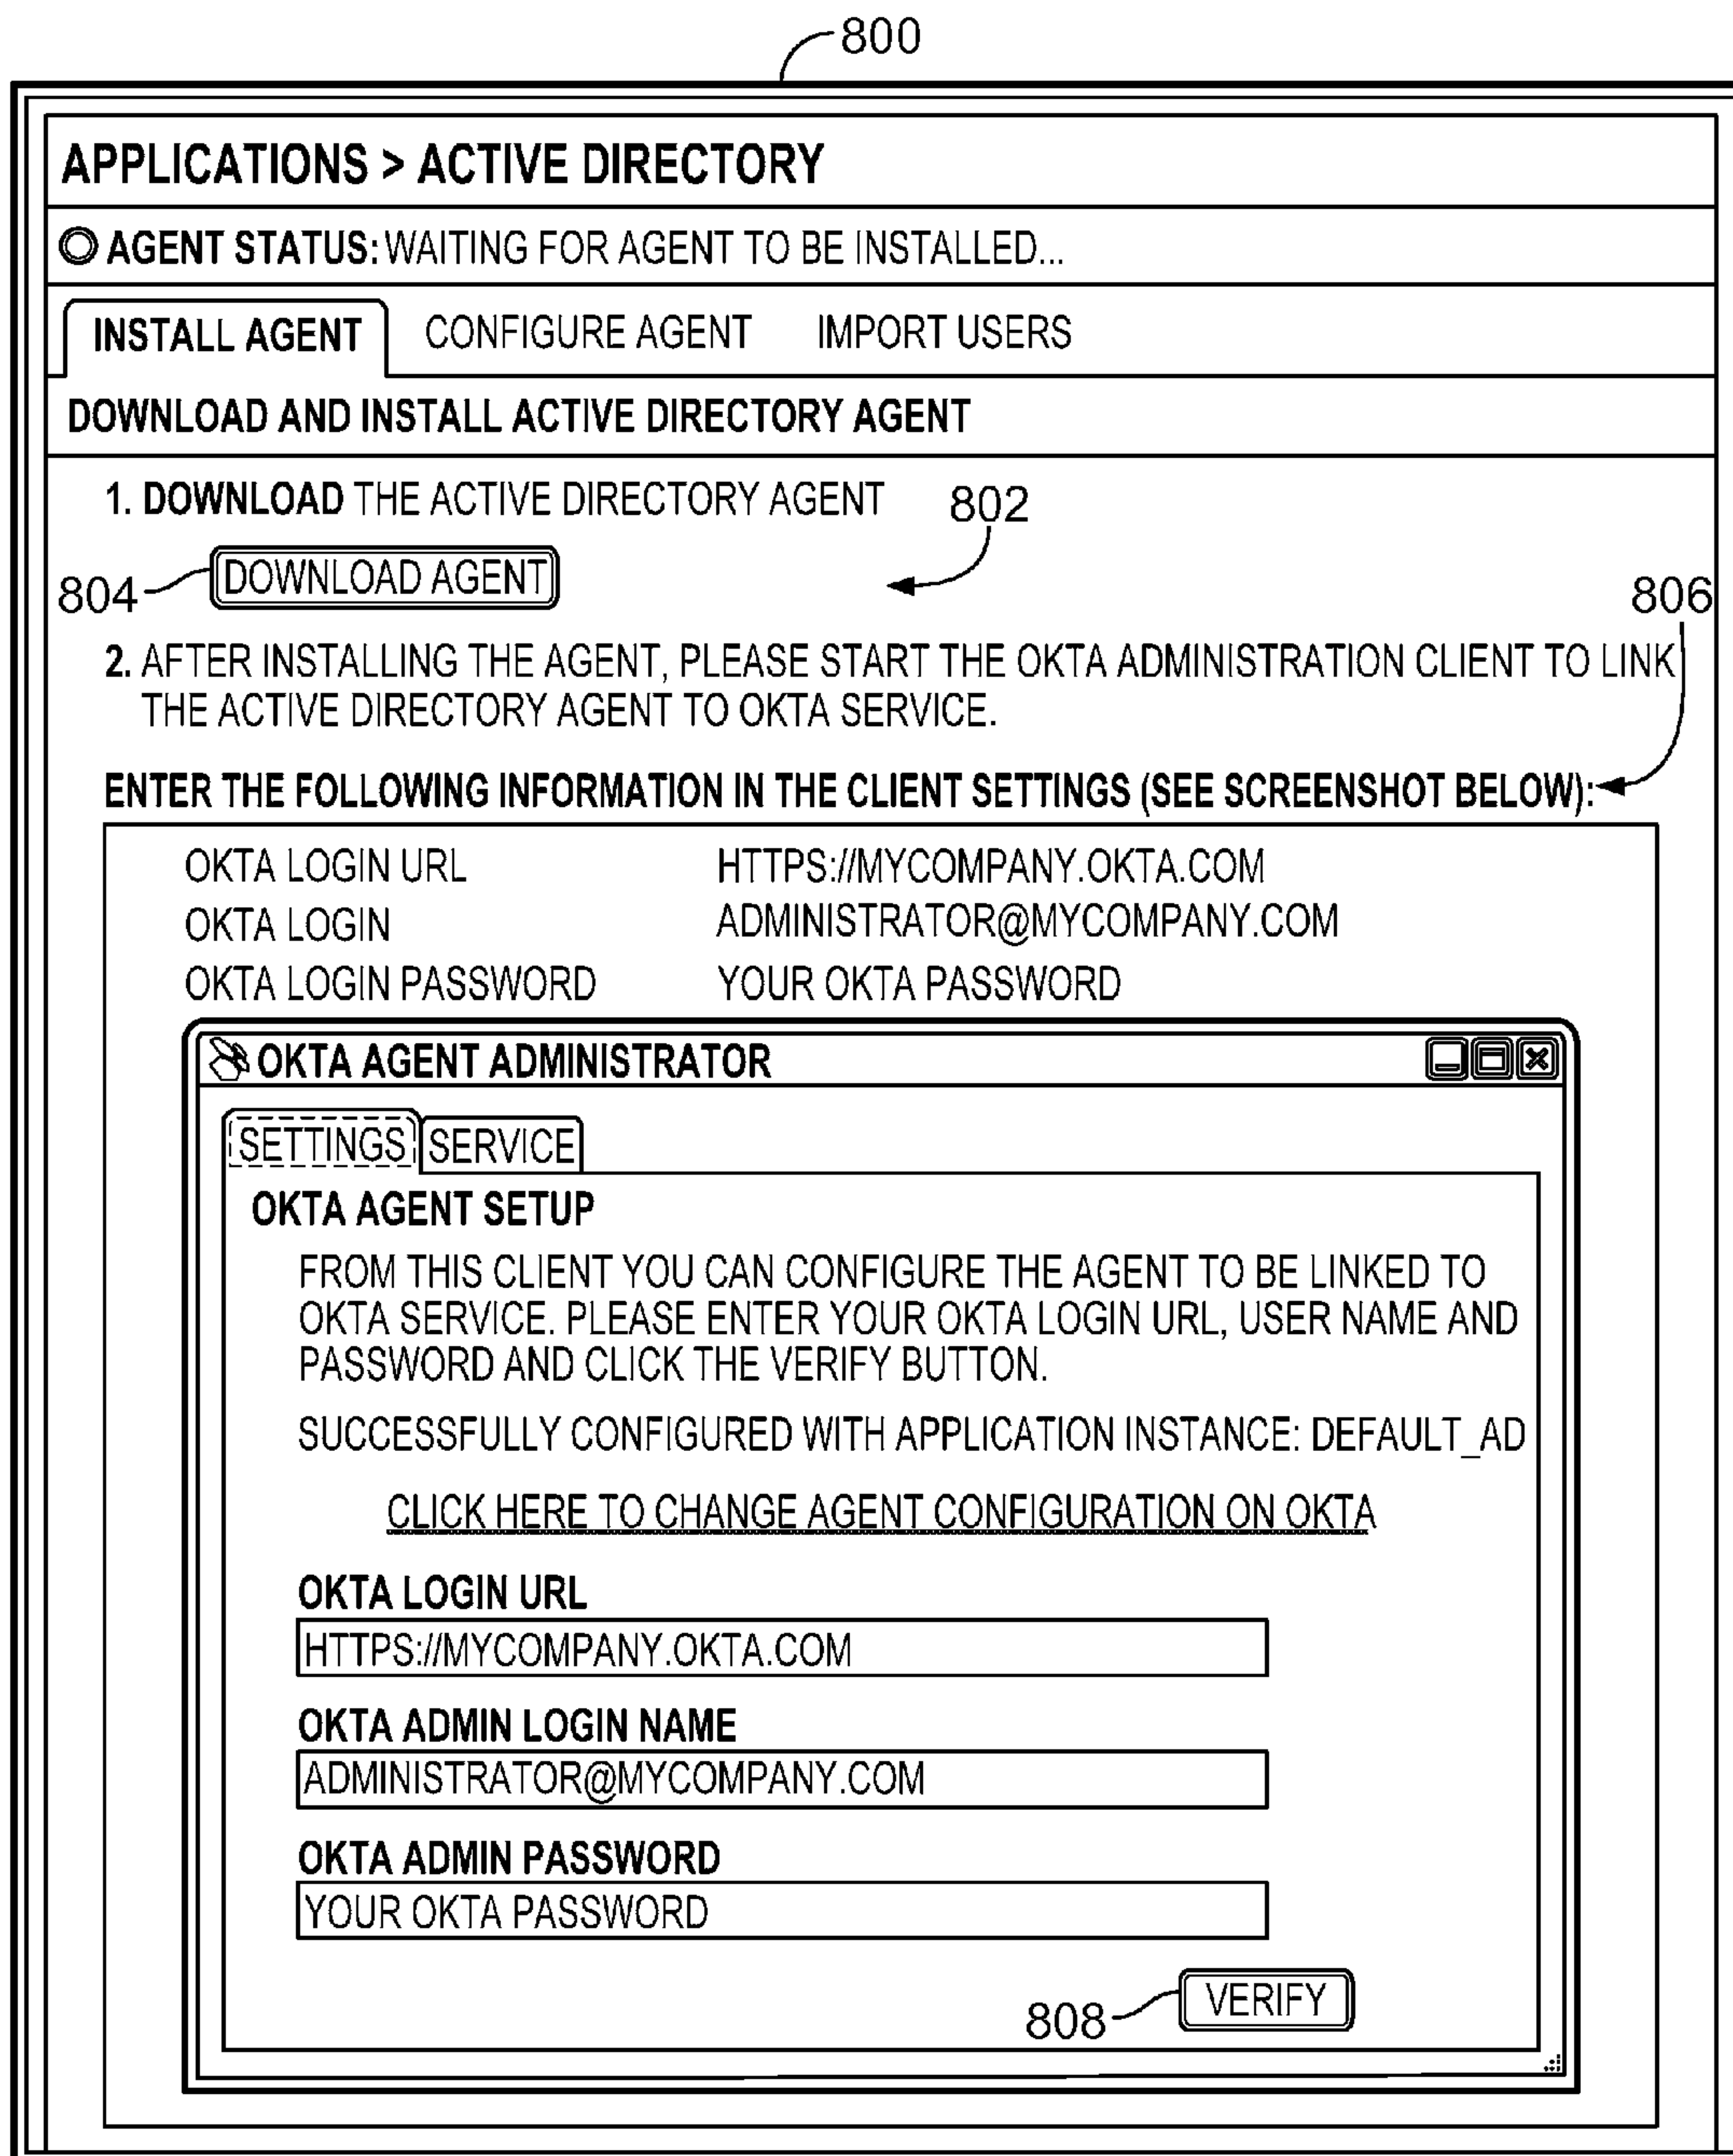 800
APPLICATIONS > ACTIVE DIRECTORY
AGENT STATUS: WAITING FOR AGENT TO BE INSTALLED...
INSTALL AGENT CONFIGURE AGENT IMPORT USERS
DOWNLOAD AND INSTALL ACTIVE DIRECTORY AGENT
1. DOWNLOAD THE ACTIVE DIRECTORY AGENT
802
804 DOWNLOAD AGENT
806
2. AFTER INSTALLING THE AGENT, PLEASE START THE OKTA ADMINISTRATION CLIENT TO LINK
THE ACTIVE DIRECTORY AGENT TO OKTA SERVICE.
ENTER THE FOLLOWING INFORMATION IN THE CLIENT SETTINGS (SEE SCREENSHOT BELOW):
OKTA LOGIN URL HTTPS://MYCOMPANY.OKTA.COM
OKTA LOGIN ADMINISTRATOR@MYCOMPANY.COM
OKTA LOGIN PASSWORD YOUR OKTA PASSWORD
OKTA AGENT ADMINISTRATOR
SETTINGS SERVICE
OKTA AGENT SETUP
FROM THIS CLIENT YOU CAN CONFIGURE THE AGENT TO BE LINKED TO
OKTA SERVICE. PLEASE ENTER YOUR OKTA LOGIN URL, USER NAME AND
PASSWORD AND CLICK THE VERIFY BUTTON.
SUCCESSFULLY CONFIGURED WITH APPLICATION INSTANCE: DEFAULT_AD
CLICK HERE TO CHANGE AGENT CONFIGURATION ON OKTA
OKTA LOGIN URL
HTTPS://MYCOMPANY.OKTA.COM
OKTA ADMIN LOGIN NAME
ADMINISTRATOR@MYCOMPANY.COM
OKTA ADMIN PASSWORD
YOUR OKTA PASSWORD
808 VERIFY